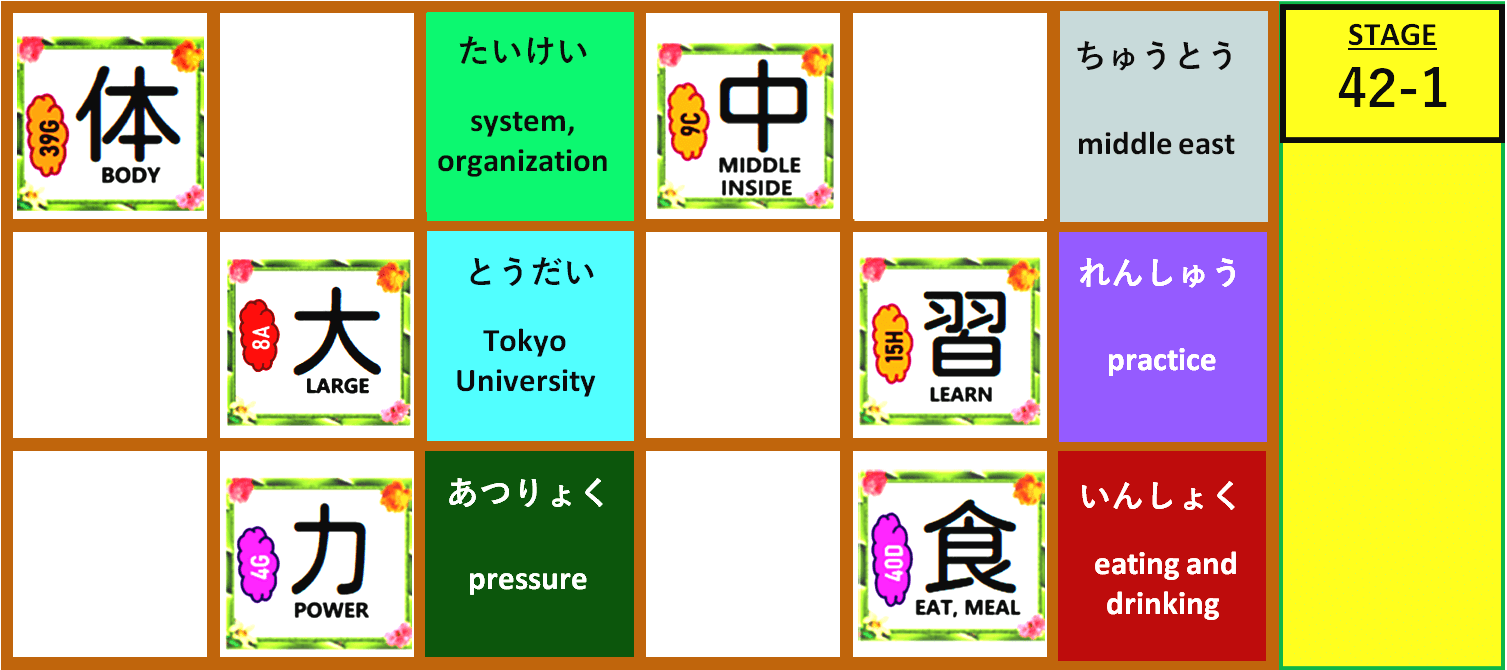 39G
体
BODY
たいけい
system,
organization
9C
中
MIDDLE
INSIDE
ちゅうとう
middle east
STAGE
42-1
8A
大
LARGE
とうだい
Tokyo
University
15H
習
LEARN
れんしゅう
practice
4G
力
POWER
あつりょく
pressure
40D
食
EAT, MEAL
いんしょく
eating and
drinking